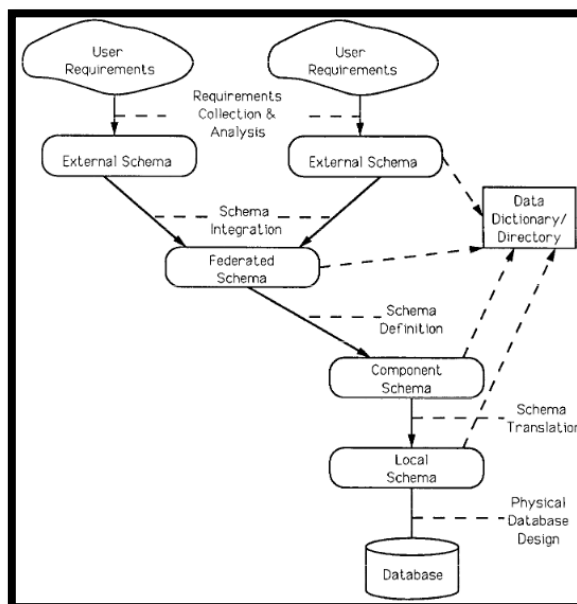 User
Requirements
User
Requirements
Requirements
Collection &
Analysis
External Schema
External Schema
Data
Dictionary/
Directory
Schema
Integration
Federated
Schema
Schema
Definition
Component
Schema
Schema
Translation
Local
Schema
Physical
Database
Design
Database